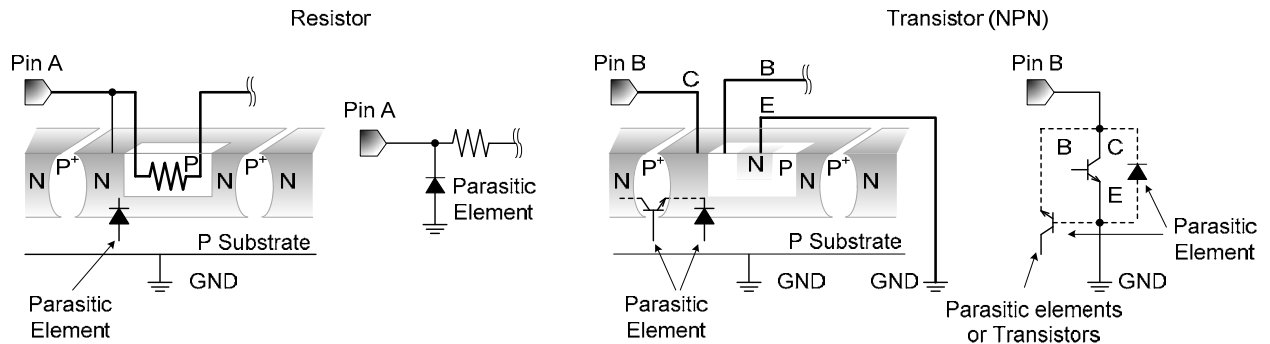 Resistor
Transistor (NPN)
Pin A
N
P+
N
P
N
P+
N
P Substrate
GND
Parasitic
Element
Pin A
Parasitic
Element
Pin B
C
B
E
N
P+
N
N
P
N
P+
N
P Substrate
GND
GND
Parasitic
Element
Pin B
B
C
E
GND
Parasitic
Element
Parasitic elements
or Transistors